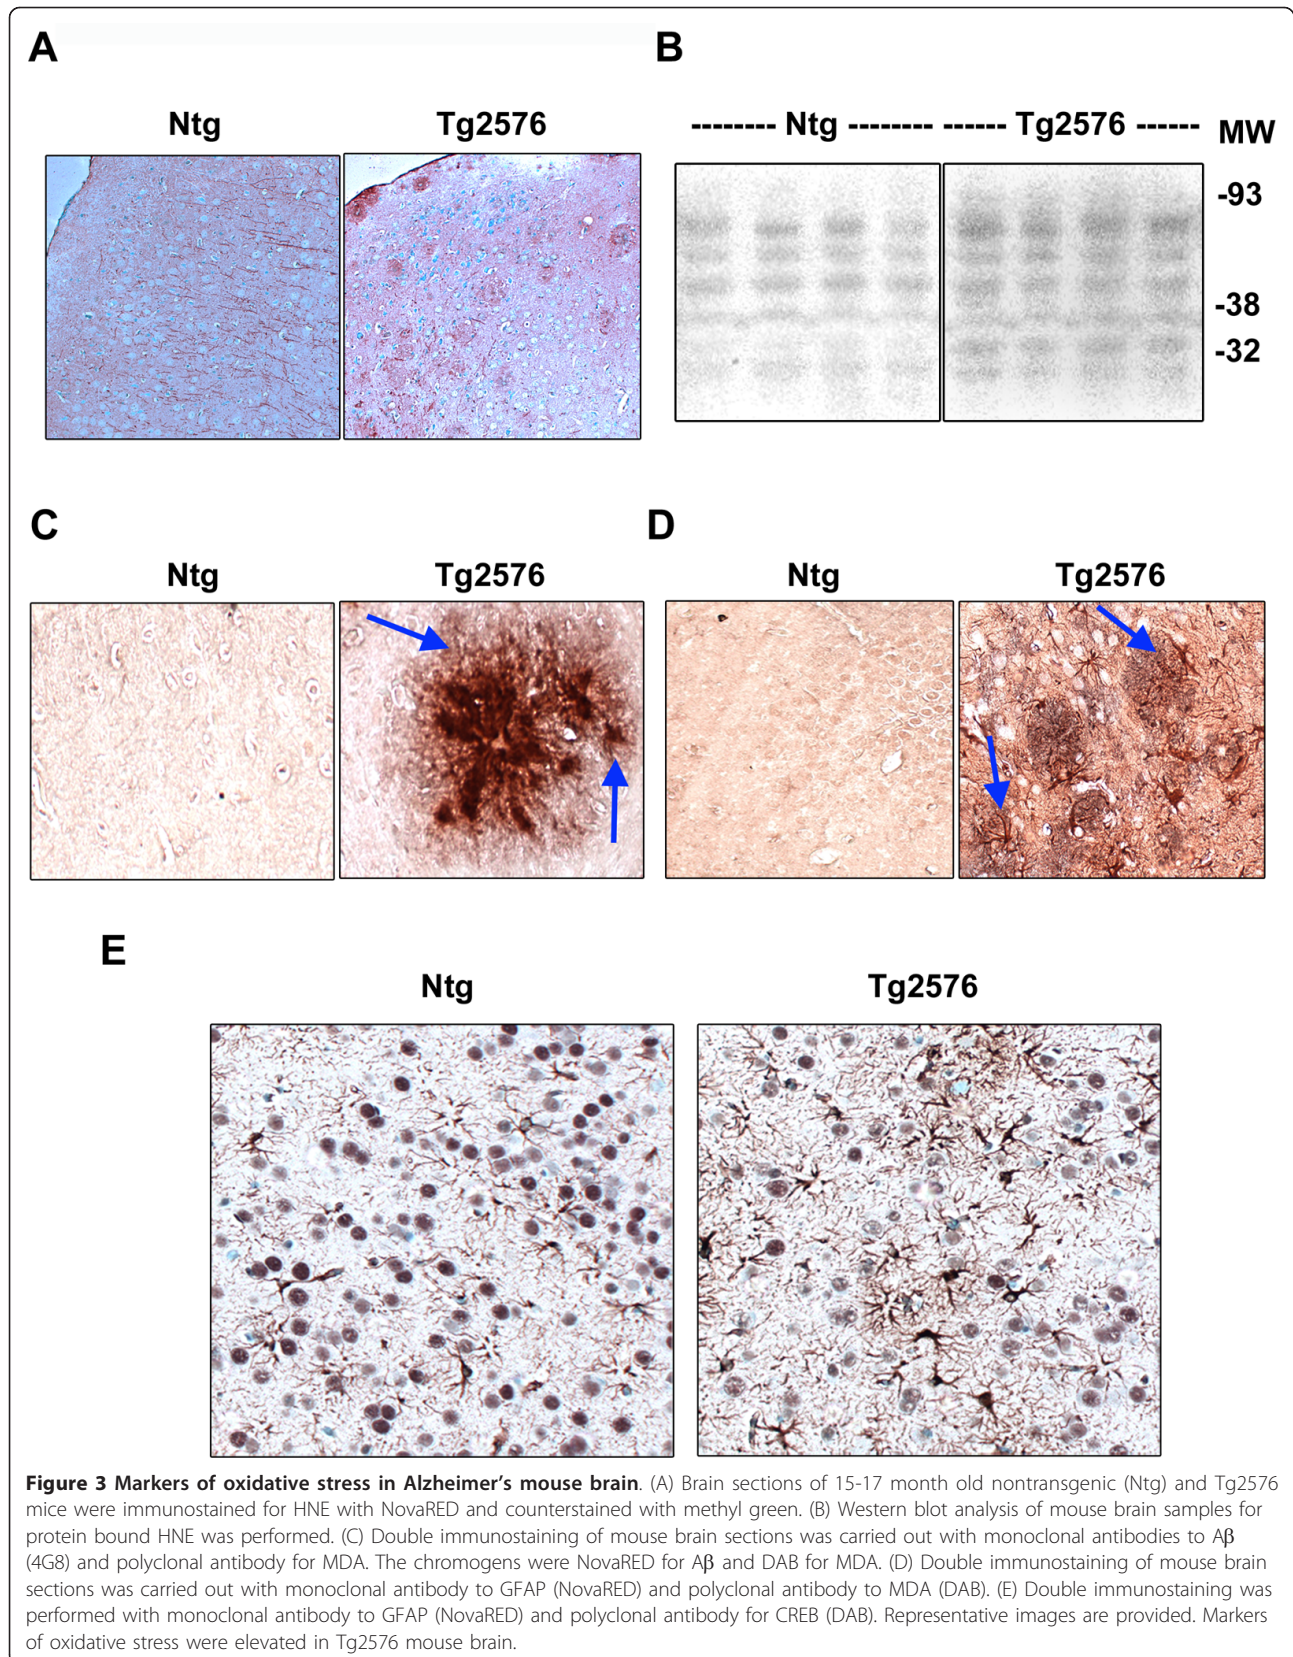 A
B
Ntg
Tg2576
-------- Ntg -------- ------ Tg2576 ------
MW
-93
-38
-32
C
D
Ntg
Tg2576
Ntg
Tg2576
E
Ntg
Tg2576
Figure 3 Markers of oxidative stress in Alzheimer's mouse brain. (A) Brain sections of 15-17 month old nontransgenic (Ntg) and Tg2576
mice were immunostained for HNE with NovaRED and counterstained with methyl green. (B) Western blot analysis of mouse brain samples for
protein bound HNE was performed. (C) Double immunostaining of mouse brain sections was carried out with monoclonal antibodies to Aβ
(4G8) and polyclonal antibody for MDA. The chromogens were NovaRED for Aβ and DAB for MDA. (D) Double immunostaining of mouse brain
sections was carried out with monoclonal antibody to GFAP (NovaRED) and polyclonal antibody to MDA (DAB). (E) Double immunostaining was
performed with monoclonal antibody to GFAP (NovaRED) and polyclonal antibody for CREB (DAB). Representative images are provided. Markers
of oxidative stress were elevated in Tg2576 mouse brain.